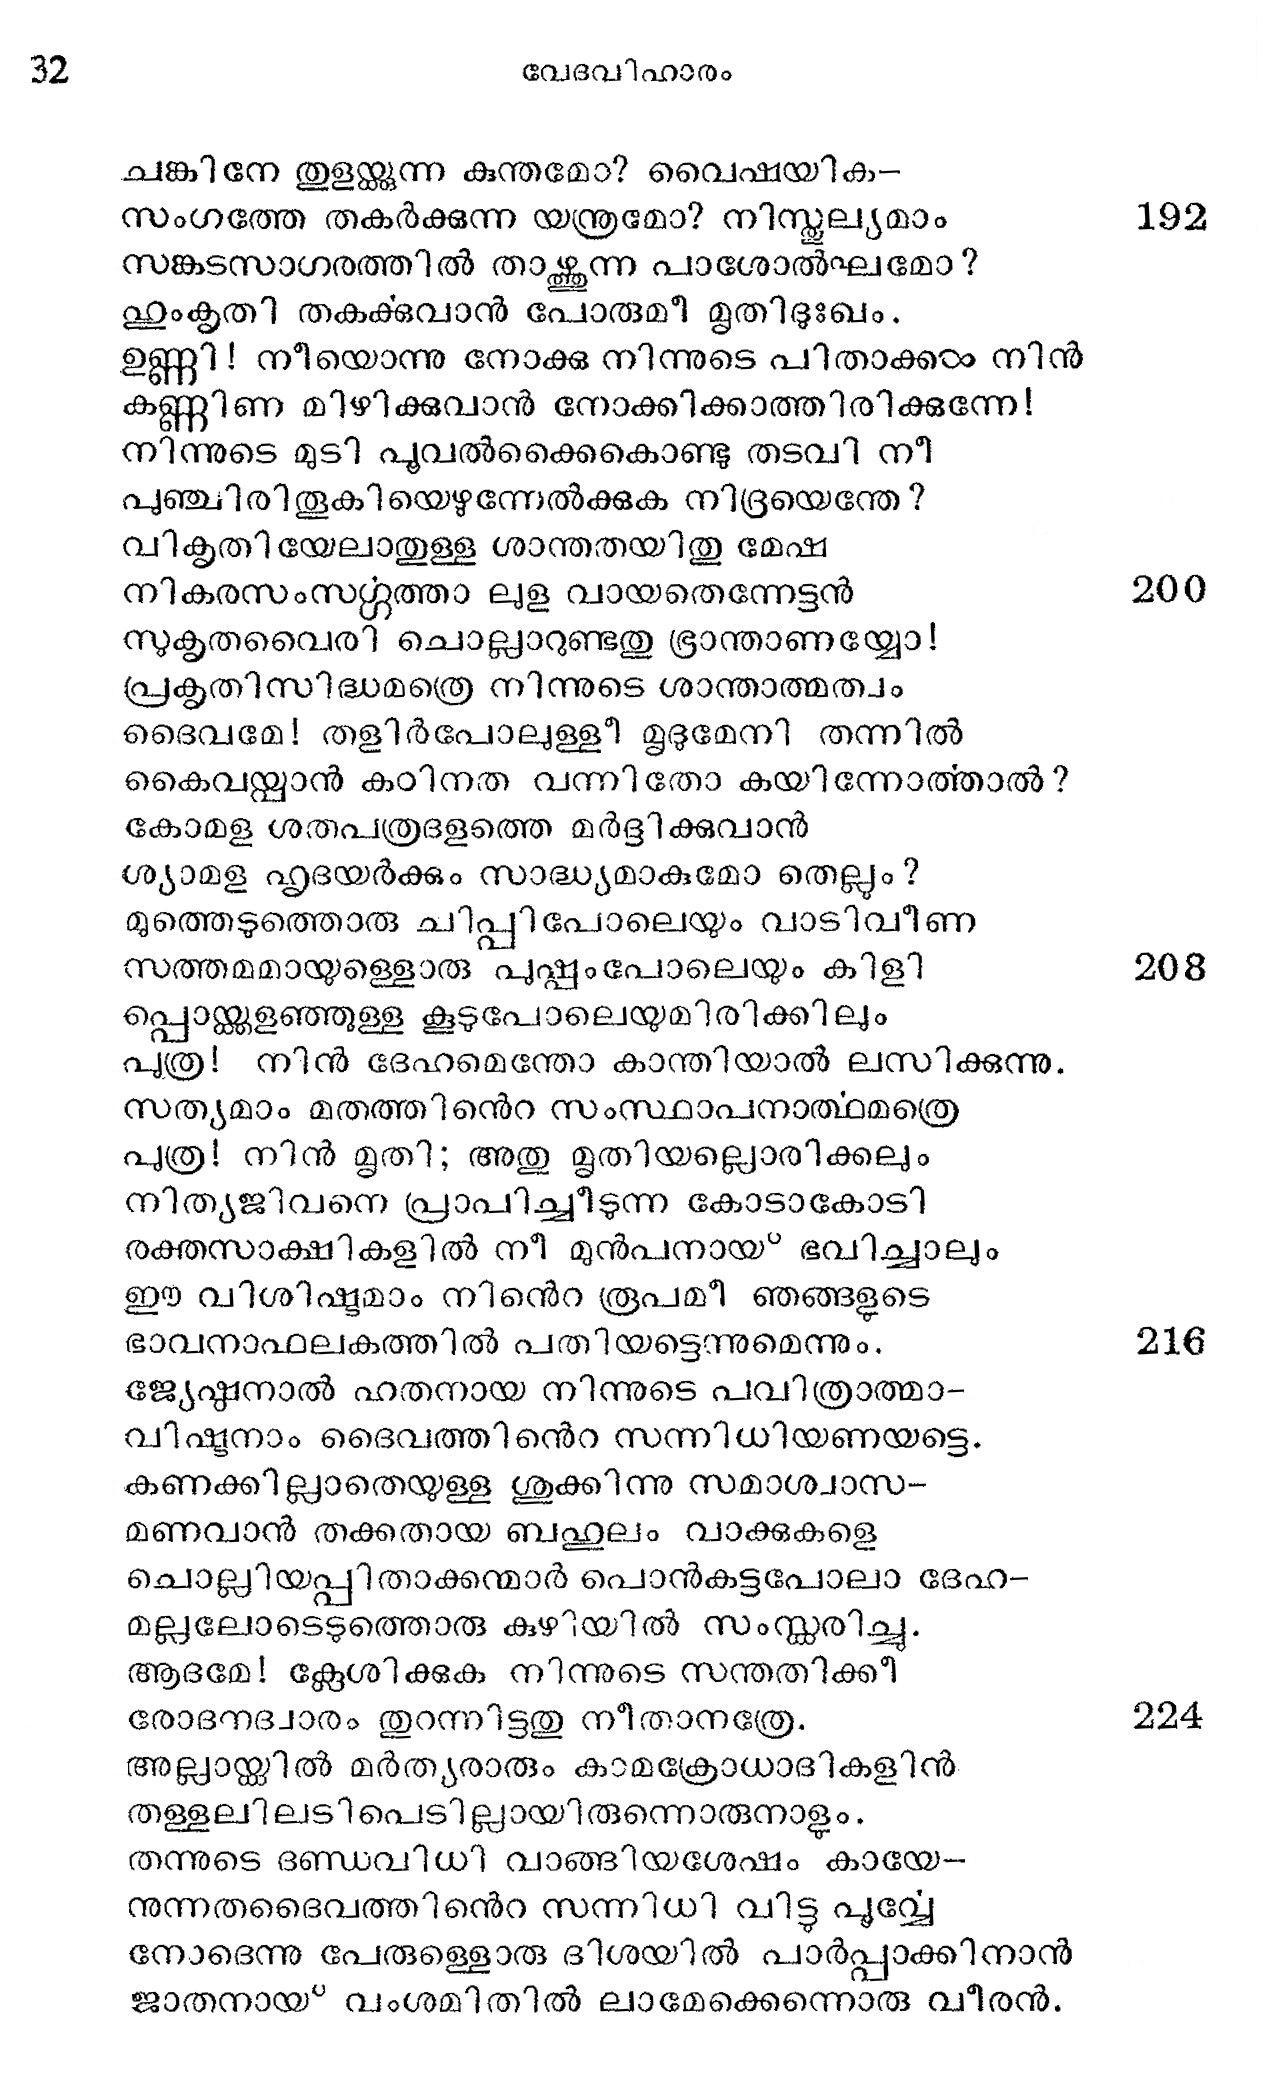 32
വേദവിഹാരം
ചങ്കിനേ തുളയ്ക്കുന്ന കുന്തമോ? വൈഷയിക–
സംഗത്തേ തകർക്കുന്ന യന്ത്രമോ? നിസ്തുല്യമാം 192
സങ്കടസാഗരത്തിൽ താഴ്ത്തുന്ന പാശോൽഘമോ?
ഹുംകൃതി തകൎക്കുവാൻ പോരുമീ മൃതിദുഃഖം.
ഉണ്ണി! നീയൊന്നു നോക്കു നിന്നുടെ പിതാക്കൾ നിൻ
കണ്ണിണ മിഴിക്കുവാൻ നോക്കിക്കാത്തിരിക്കുന്നേ!
നിന്നുടെ മുടി പൂവൽക്കൈകൊണ്ടു തടവി നീ
പുഞ്ചിരിതൂകിയെഴുന്നേൽക്കുക നിദ്രയെന്തേ?
വികൃതിയേലാതുള്ള ശാന്തതയിതു മേഷ
നികരസംസൎഗ്ഗത്താ ലുള വായതെന്നേട്ടൻ 200
സുകൃതവൈരി ചൊല്ലാറുണ്ടതു ഭ്രാന്താണയ്യോ!
പ്രകൃതിസിദ്ധമത്രെ നിന്നുടെ ശാന്താത്മത്വം
ദൈവമേ! തളിർപോലുള്ളീ മൃദുമേനി തന്നിൽ
കൈവയ്പാൻ കഠിനത വന്നിതോ കയിന്നോൎത്താൽ?
കോമള ശതപത്രദളത്തെ മർദ്ദിക്കുവാൻ
ശ്യാമള ഹൃദയർക്കും സാദ്ധ്യമാകുമോ തെല്ലും?
മുത്തെടുത്തൊരു ചിപ്പിപോലെയും വാടിവീണ
സത്തമമായുള്ളൊരു പുഷ്പംപോലെയും കിളി 208
പ്പൊയ്ക്കളഞ്ഞുള്ള കൂടുപോലെയുമിരിക്കിലും
പുത്ര! നിൻ ദേഹമെന്തോ കാന്തിയാൽ ലസിക്കുന്നു.
സത്യമാം മതത്തിൻെറ സംസ്ഥാപനാൎത്ഥമത്രെ
പുത്ര! നിൻ മൃതി; അതു മൃതിയല്ലൊരിക്കലും
നിത്യജിവനെ പ്രാപിച്ചീടുന്ന കോടാകോടി
രക്തസാക്ഷികളിൽ നീ മുൻപനായ് ഭവിച്ചാലും
ഈ വിശിഷ്ടമാം നിൻെറ രൂപമീ ഞങ്ങളുടെ
ഭാവനാഫലകത്തിൽ പതിയട്ടെന്നുമെന്നും. 216
ജ്യേഷ്ഠനാൽ ഹതനായ നിന്നുടെ പവിത്രാത്മാ–
വിഷ്ടനാം ദൈവത്തിൻെറ സന്നിധിയണയട്ടെ.
കണക്കില്ലാതെയുള്ള ശുക്കിന്നു സമാശ്വാസ–
മണവാൻ തക്കതായ ബഹുലം വാക്കുകളെ
ചൊല്ലിയപ്പിതാക്കന്മാർ പൊൻകട്ടപോലാ ദേഹ–
മല്ലലോടെടുത്തൊരു കുഴിയിൽ സംസ്കരിച്ചു.
ആദമേ! ക്ലേശിക്കുക നിന്നുടെ സന്തതിക്കീ
രോദനദ്വാരം തുറന്നിട്ടതു നീതാനത്രേ. 224
അല്ലായ്കിൽ മർത്യരാരും കാമക്രോധാദികളിൻ
തള്ളലിലടിപെടില്ലായിരുന്നൊരുനാളും.
തന്നുടെ ദണ്ഡവിധി വാങ്ങിയശേഷം കായേ–
നുന്നതദൈവത്തിൻെറ സന്നിധി വിട്ടു പൂൎവ്വേ
നോദെന്നു പേരുള്ളൊരു ദിശയിൽ പാർപ്പാക്കിനാൻ
ജാതനായ് വംശമിതിൽ ലാമേക്കെന്നൊരു വീരൻ.